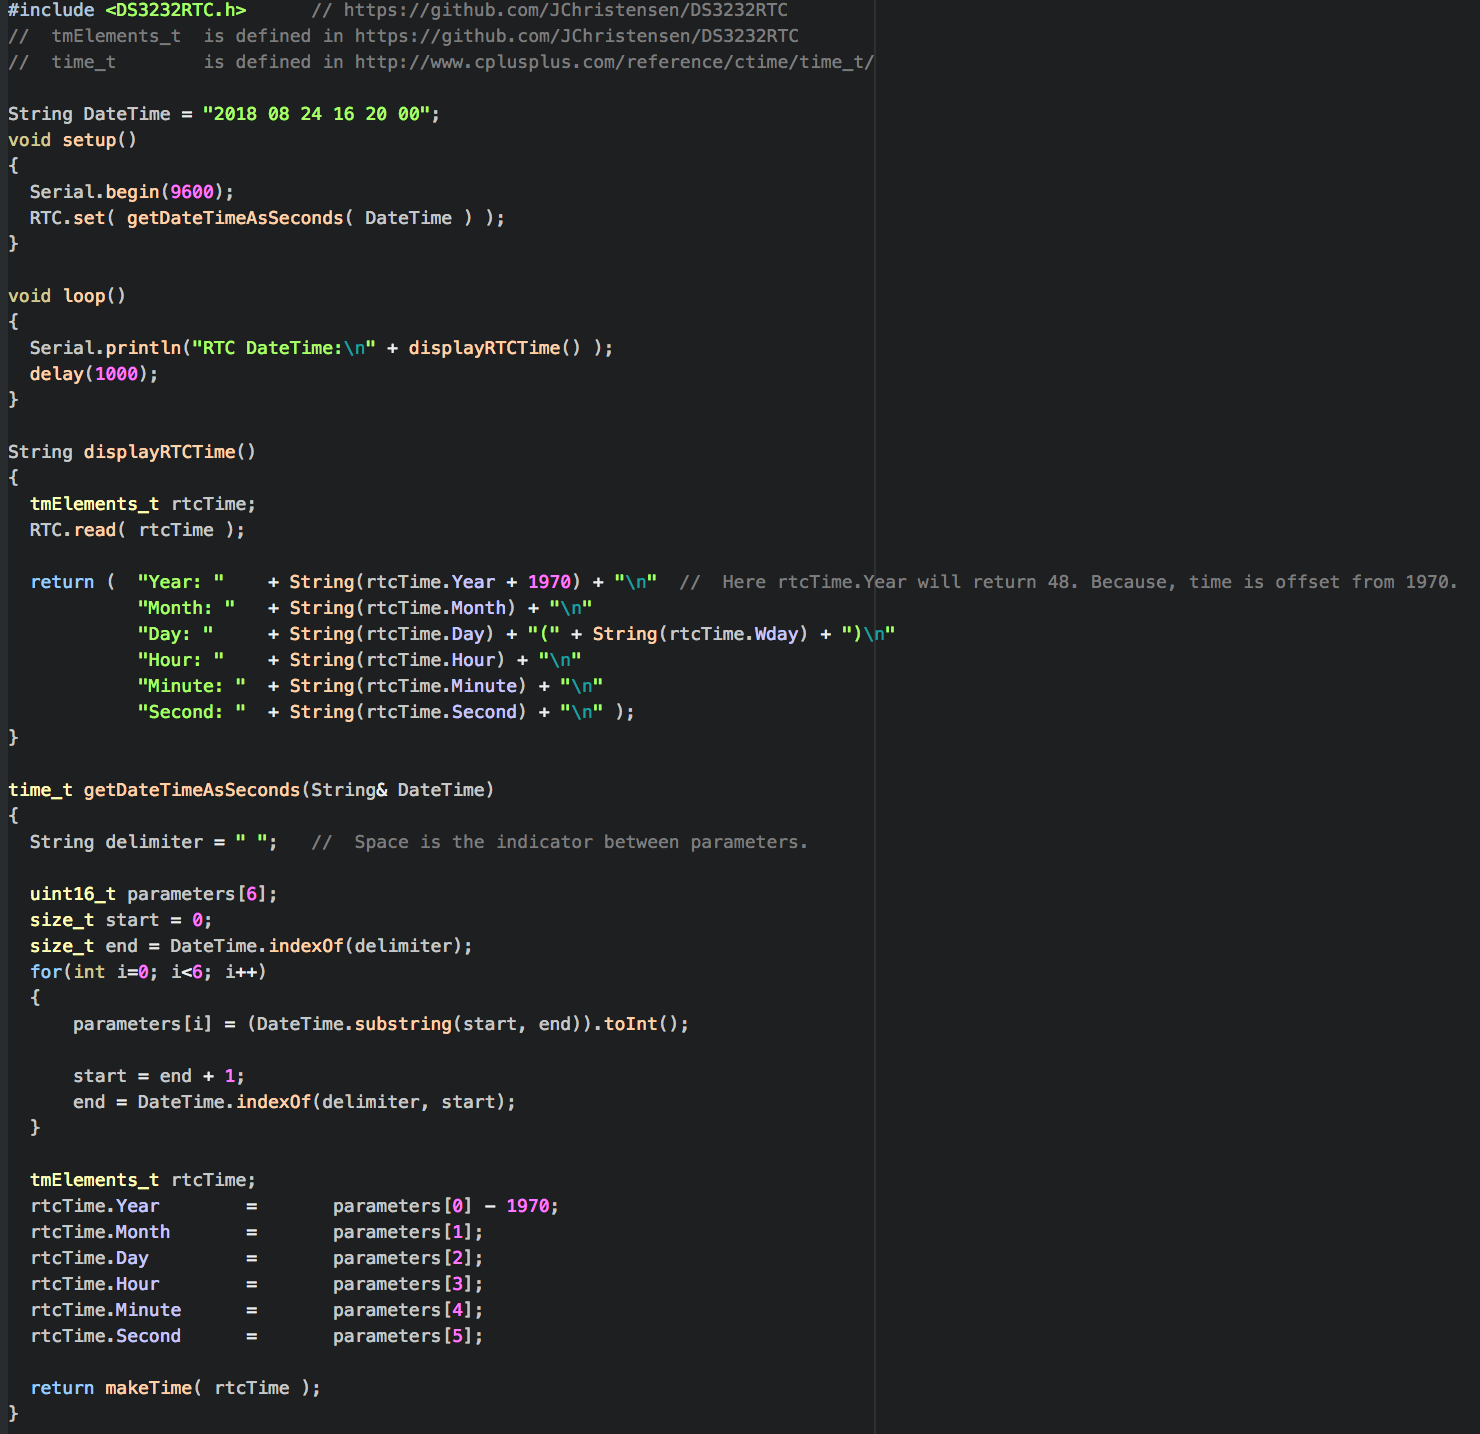 #include <DS3232RTC.h>      // https://github.com/JChristensen/DS3232RTC
//  tmElements_t  is defined in https://github.com/JChristensen/DS3232RTC
//  time_t        is defined in http://www.cplusplus.com/reference/ctime/time_t/

String DateTime = "2018 08 24 16 20 00";
void setup()
{
  Serial.begin(9600);
  RTC.set( getDateTimeAsSeconds( DateTime ) );
}

void loop()
{
  Serial.println("RTC DateTime:\n" + displayRTCTime() );
  delay(1000);
}

String displayRTCTime()
{
  tmElements_t rtcTime;
  RTC.read( rtcTime );

  return (  "Year: "    + String(rtcTime.Year + 1970) + "\n"  //  Here rtcTime.Year will return 48. Because, time is offset from 1970.
            "Month: "   + String(rtcTime.Month) + "\n"
            "Day: "     + String(rtcTime.Day) + "(" + String(rtcTime.Wday) + ")\n"
            "Hour: "    + String(rtcTime.Hour) + "\n"
            "Minute: "  + String(rtcTime.Minute) + "\n"
            "Second: "  + String(rtcTime.Second) + "\n" );
}

time_t getDateTimeAsSeconds(String& DateTime)
{
  String delimiter = " ";   //  Space is the indicator between parameters.

  uint16_t parameters[6];
  size_t start = 0;
  size_t end = DateTime.indexOf(delimiter);
  for(int i=0; i<6; i++)
  {
      parameters[i] = (DateTime.substring(start, end)).toInt();

      start = end + 1;
      end = DateTime.indexOf(delimiter, start);
  }

  tmElements_t rtcTime;
  rtcTime.Year        =       parameters[0] - 1970;
  rtcTime.Month       =       parameters[1];
  rtcTime.Day         =       parameters[2];
  rtcTime.Hour        =       parameters[3];
  rtcTime.Minute      =       parameters[4];
  rtcTime.Second      =       parameters[5];

  return makeTime( rtcTime );
}